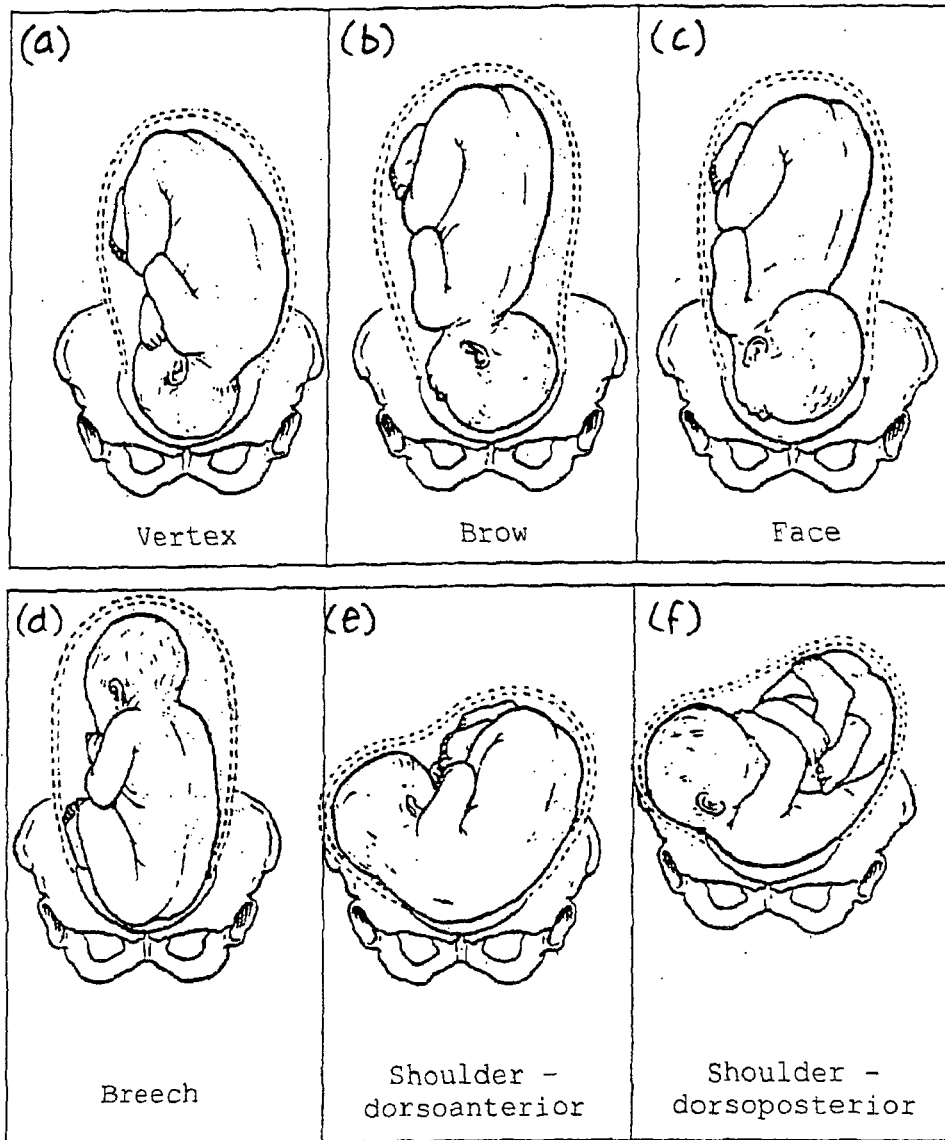 (a)
Vertex
(b)
Brow
(c)
Face
(d)
Breech
(e)
Shoulder -
dorsoanterior
(f)
Shoulder -
dorsoposterior